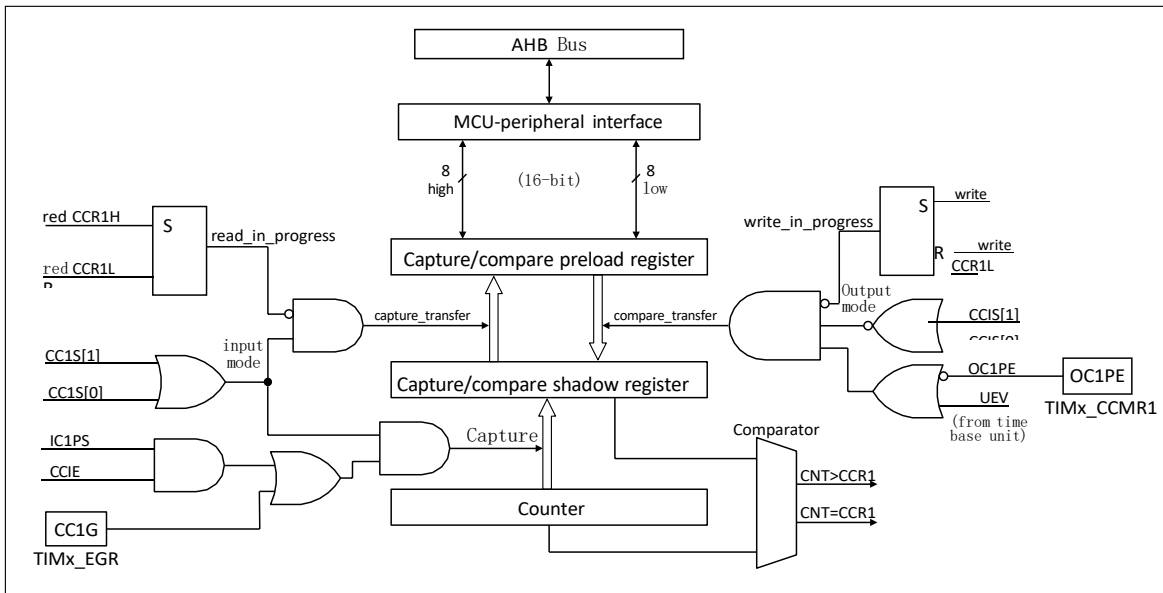 AHB Bus
MCU-peripheral interface
8
high
(16-bit)
8
low
red CCR1H
S
read_in_progress
red CCR1L
write_in_progress
S
write
R
write
CCR1L
Capture/compare preload register
capture_transfer
compare_transfer
Output
mode
CCIS[1]
CCIS[0]
input
mode
CC1S[1]
CC1S[0]
Capture/compare shadow register
OC1PE
OC1PE
TIMx_CCMR1
UEV
(from time
base unit)
IC1PS
CCIE
Capture
Comparator
CNT>CCR1
CNT=CCR1
Counter
CC1G
TIMx_EGR